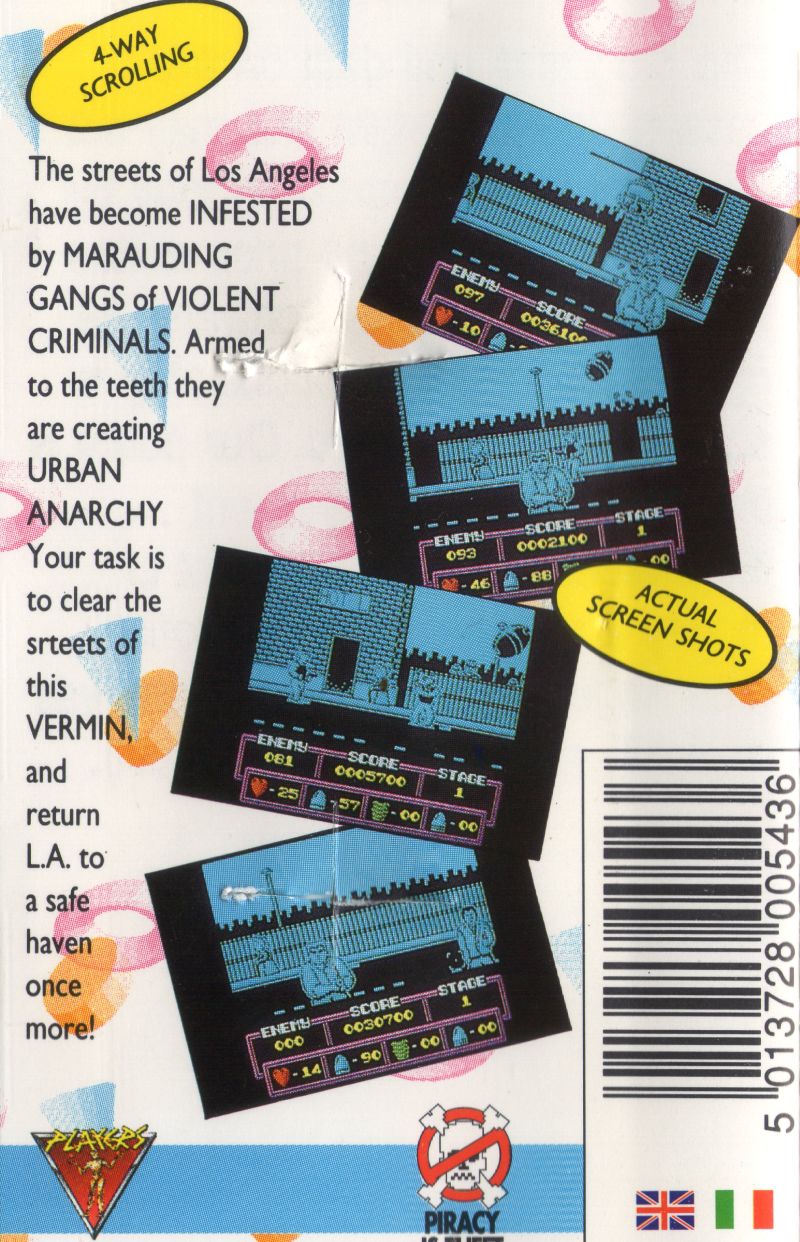 4-WAY
SCROLLING
The streets of Los Angeles
have become INFESTED
by MARAUDING
GANGS of VIOLENT
CRIMINALS. Armed
to the teeth they
are creating
URBAN
ANARCHY
Your task is
to clear the
srteets of
this
VERMIN,
and
return
L.A. to
a safe
haven
once
more!
ENEMY SCORE
097 0036100
-10
ENEMY SCORE STAGE
093 0002100 1
-46 -88 -00
ACTUAL
SCREEN SHOTS
ENEMY SCORE STAGE
081 0005700 1
-25 -57 -00 -00
ENEMY SCORE STAGE
000 0030700 1
-14 -90 -00 -00
5 013728 005436
PLAYERS
PIRACY
IS THEFT